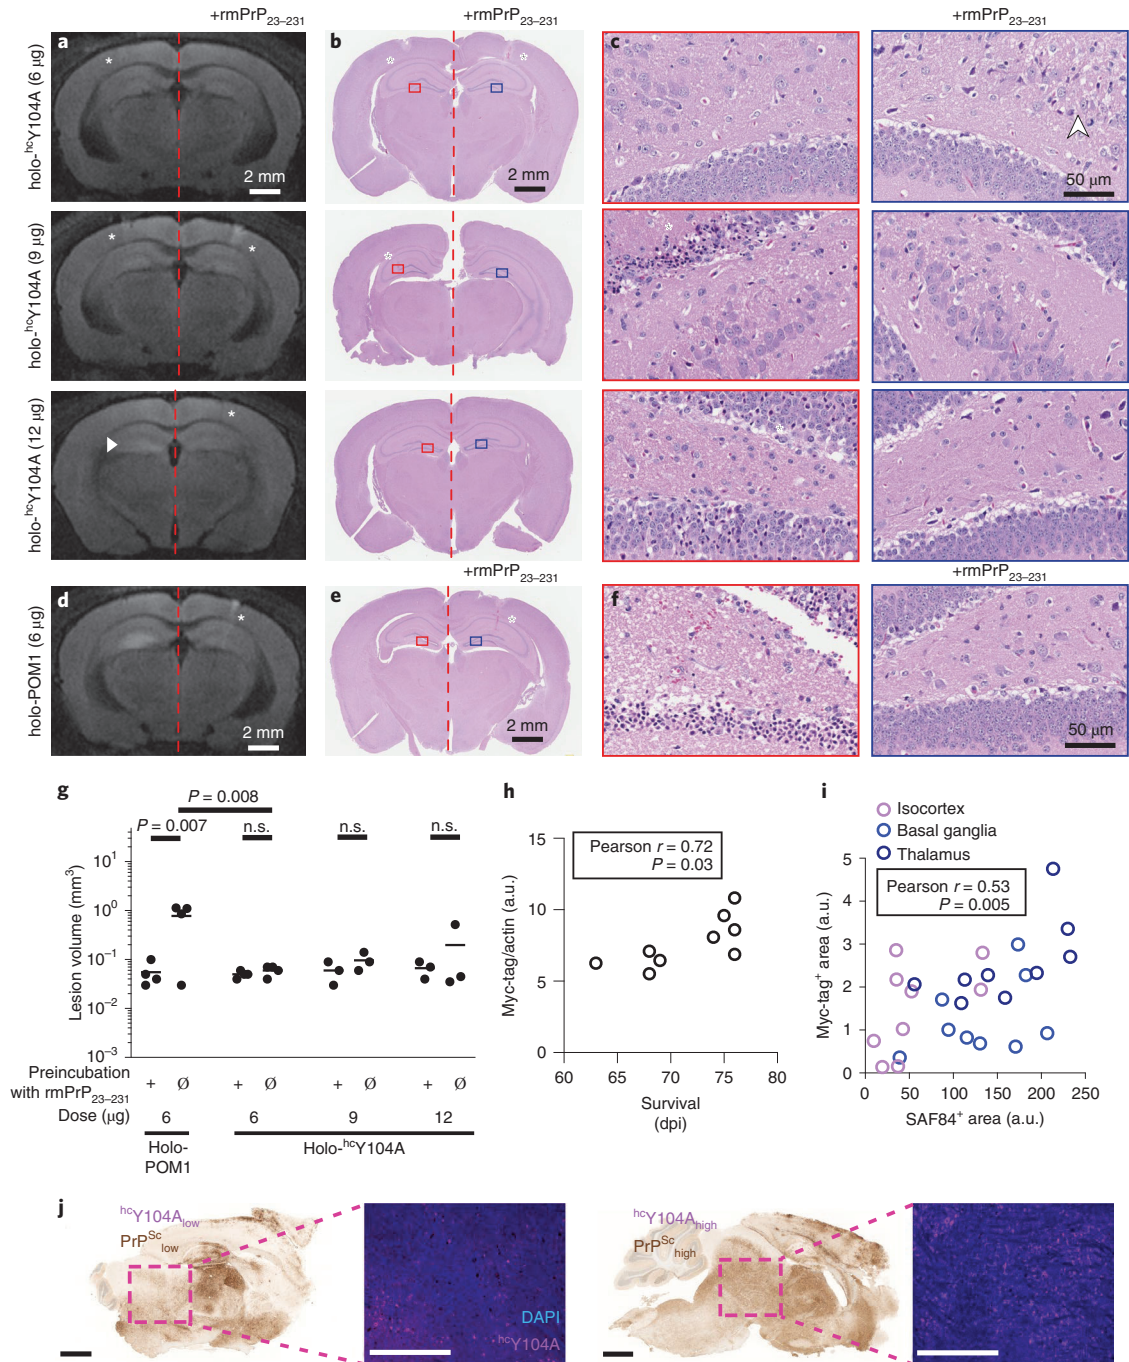 +rmPrP23–231
+rmPrP23–231
a
b
c
holo-hcY104A (6 µg)
2 mm
2 mm
50 µm
holo-hcY104A (9 µg)
holo-hcY104A (12 µg)
+rmPrP23–231
+rmPrP23–231
d
e
f
holo-POM1 (6 µg)
2 mm
2 mm
50 µm
g
P = 0.008
P = 0.007
n.s.
n.s.
n.s.
Lesion volume (mm3)
10^1
10^0
10^–1
10^–2
10^–3
Preincubation with rmPrP23–231
+ Ø + Ø + Ø + Ø
Dose (µg)
6 6 9 12
Holo-POM1
Holo-hcY104A
h
Pearson r = 0.72
P = 0.03
Myc-tag/actin (a.u.)
15
10
5
0
60 65 70 75 80
Survival
(dpi)
i
Isocortex
Basal ganglia
Thalamus
Pearson r = 0.53
P = 0.005
Myc-tag+ area (a.u.)
5
4
3
2
1
0
0 50 100 150 200 250
SAF84+ area (a.u.)
j
hcY104Alow
PrPSclow
DAPI
hcY104A
hcY104Ahigh
PrPSchigh